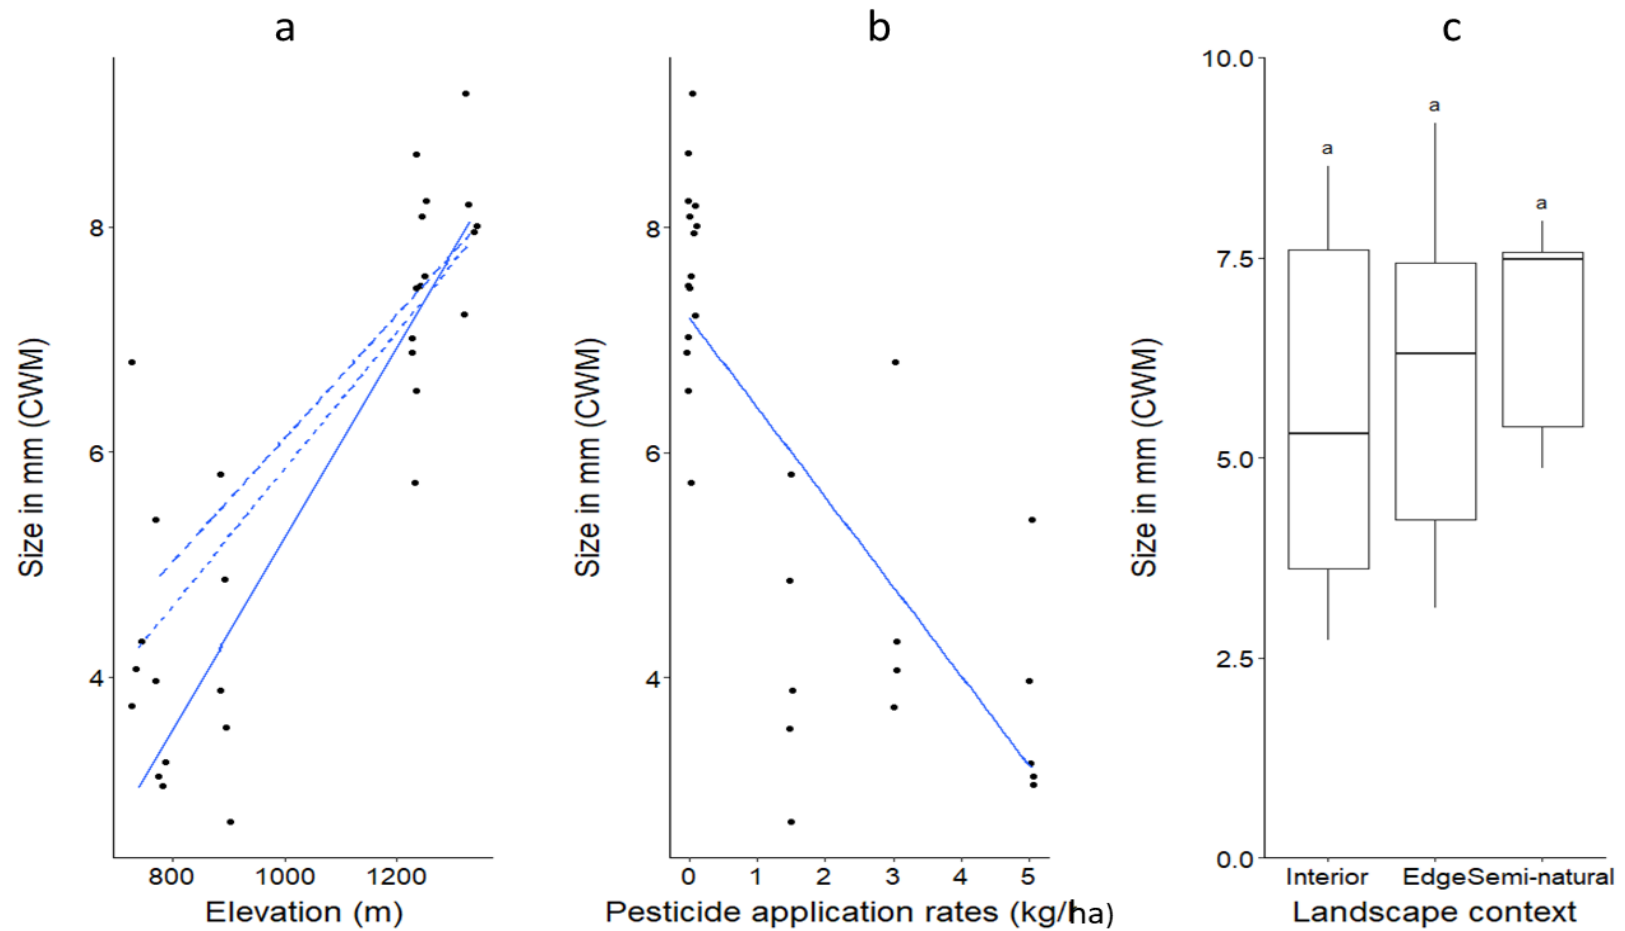 a
b
c
Size in mm (CWM)
8
6
4
800 1000 1200
Elevation (m)
Size in mm (CWM)
8
6
4
0 1 2 3 4 5
Pesticide application rates (kg/ha)
Size in mm (CWM)
10.0
7.5
5.0
2.5
0.0
a
a
a
Interior Edge Semi-natural
Landscape context